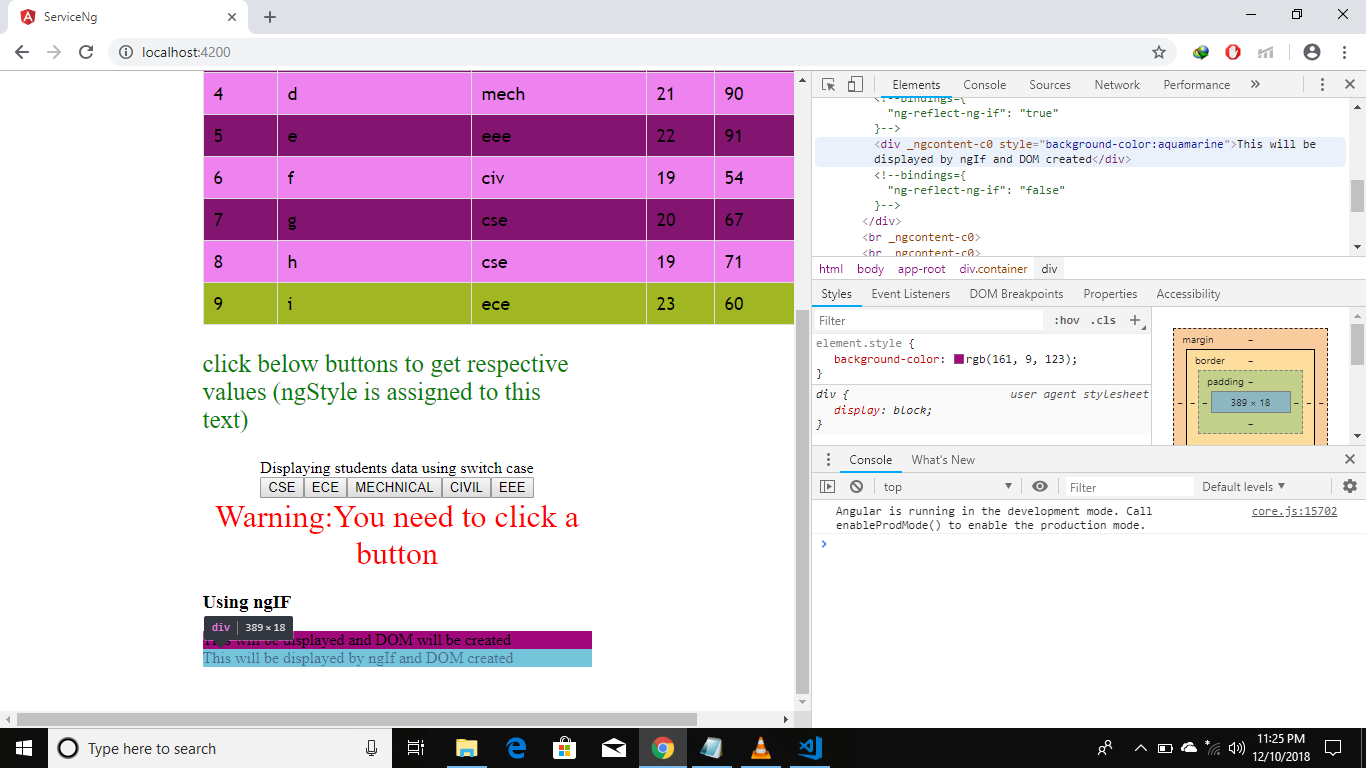 ServiceNg
localhost:4200
4 d mech 21 90
5 e eee 22 91
6 f civ 19 54
7 g cse 20 67
8 h cse 19 71
9 i ece 23 60
click below buttons to get respective
values (ngStyle is assigned to this
text)
Displaying students data using switch case
CSE ECE MECHNICAL CIVIL EEE
Warning:You need to click a
button
Using ngIF
div 389 × 18
This will be displayed and DOM will be created
This will be displayed by ngIf and DOM created
Elements Console Sources Network Performance »
<!--bindings={
"ng-reflect-ng-if": "true"
}-->
<div _ngcontent-c0 style="background-color:aquamarine">This will be
displayed by ngIf and DOM created</div>
<!--bindings={
"ng-reflect-ng-if": "false"
}-->
</div>
<br _ngcontent-c0>
<br _ngcontent-c0>
html body app-root div.container div
Styles Event Listeners DOM Breakpoints Properties Accessibility
Filter :hov .cls +
element.style {
background-color: rgb(161, 9, 123);
}
div { user agent stylesheet
display: block;
}
margin –
border –
padding –
– – – 389 × 18 – – –
–
Console What's New
top Filter Default levels
Angular is running in the development mode. Call core.js:15702
enableProdMode() to enable the production mode.
Type here to search
11:25 PM
12/10/2018